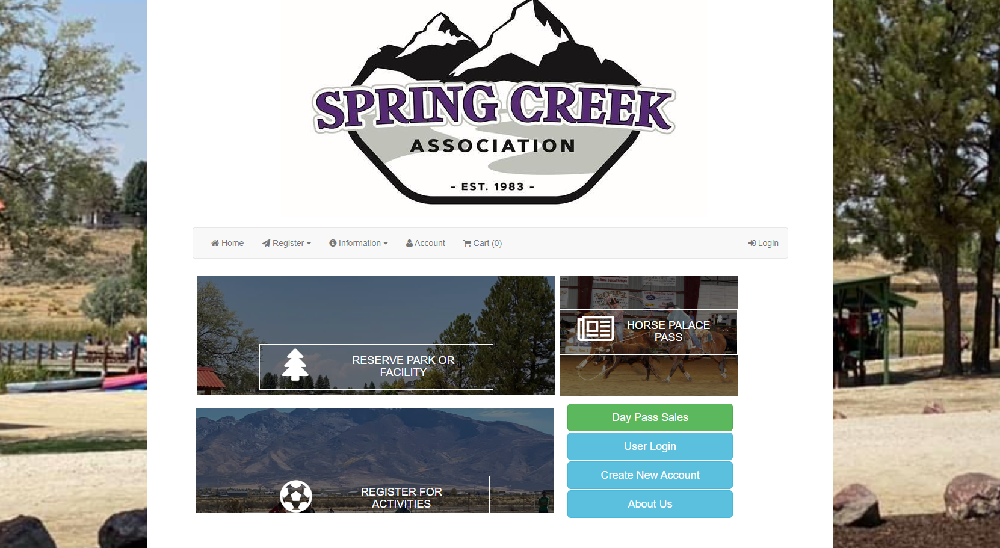 SPRING CREEK
ASSOCIATION
- EST. 1983 -
Home Register Information Account Cart (0) Login
RESERVE PARK OR
FACILITY
HORSE PALACE
PASS
REGISTER FOR
ACTIVITIES
Day Pass Sales
User Login
Create New Account
About Us